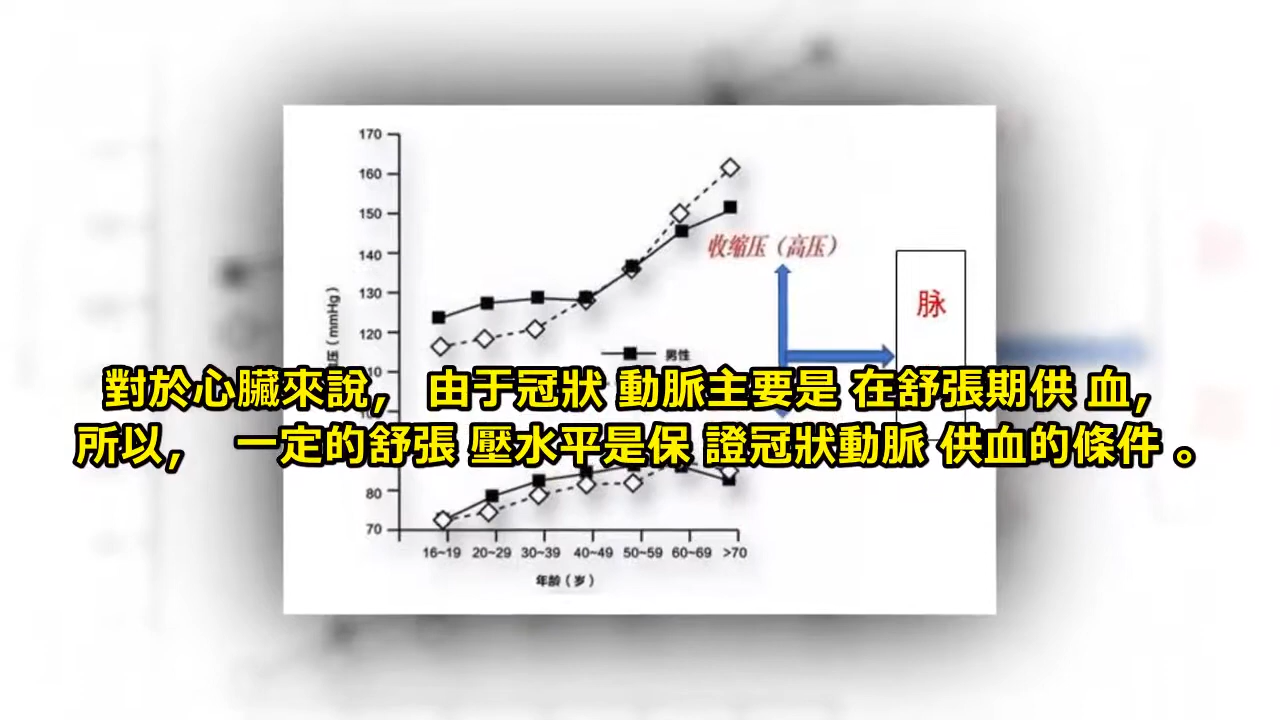 170
160
150
140
130
120
80
70
压（mmHg）
收缩压（高压）
脉
男性
對於心臟來說， 由于冠狀 動脈主要是 在舒張期供 血，
所以， 一定的舒張 壓水平是保 證冠狀動脈 供血的條件 。
16~19 20~29 30~39 40~49 50~59 60~69 >70
年龄（岁）